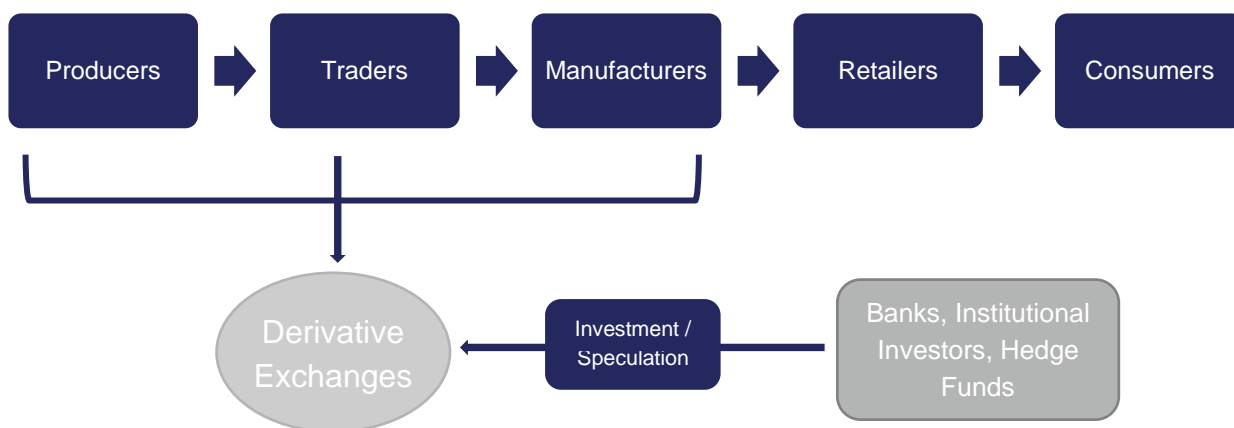 Producers
Traders
Manufacturers
Retailers
Consumers
Derivative
Exchanges
Investment /
Speculation
Banks, Institutional
Investors, Hedge
Funds